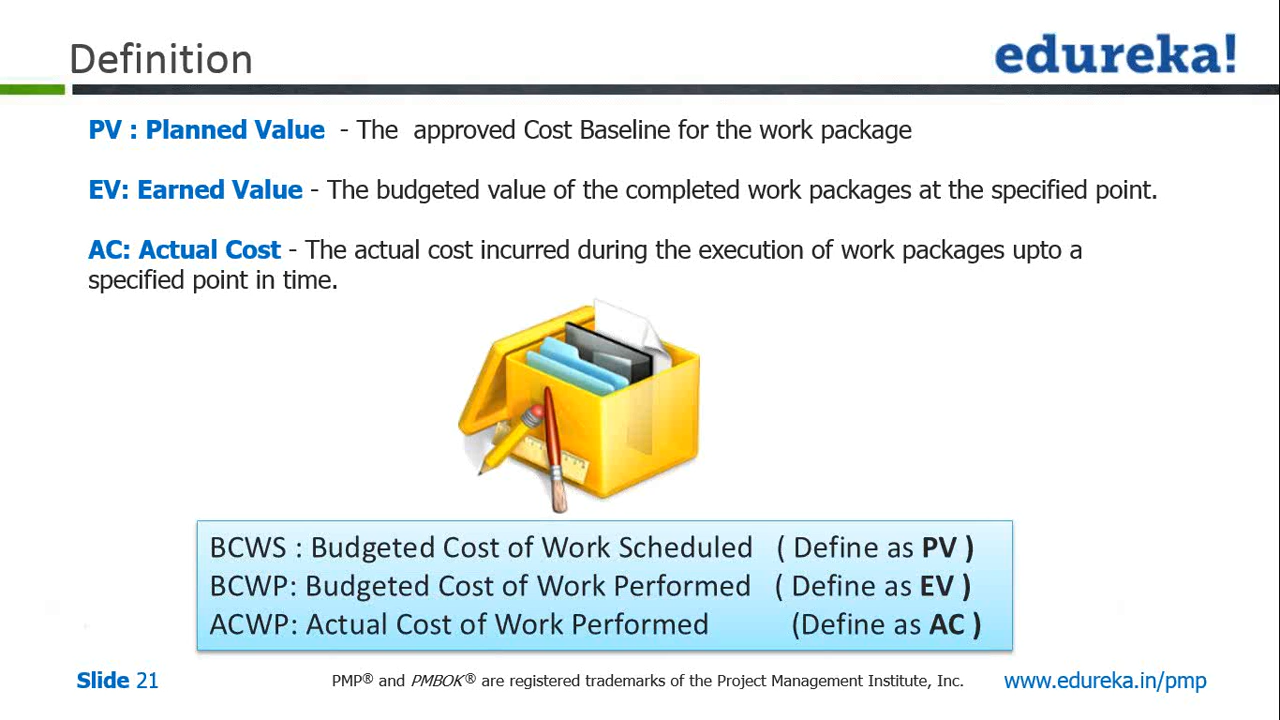 Definition
edureka!
PV : Planned Value - The approved Cost Baseline for the work package
EV: Earned Value - The budgeted value of the completed work packages at the specified point.
AC: Actual Cost - The actual cost incurred during the execution of work packages upto a
specified point in time.
BCWS : Budgeted Cost of Work Scheduled ( Define as PV )
BCWP: Budgeted Cost of Work Performed ( Define as EV )
ACWP: Actual Cost of Work Performed (Define as AC )
Slide 21
PMP® and PMBOK® are registered trademarks of the Project Management Institute, Inc.
www.edureka.in/pmp